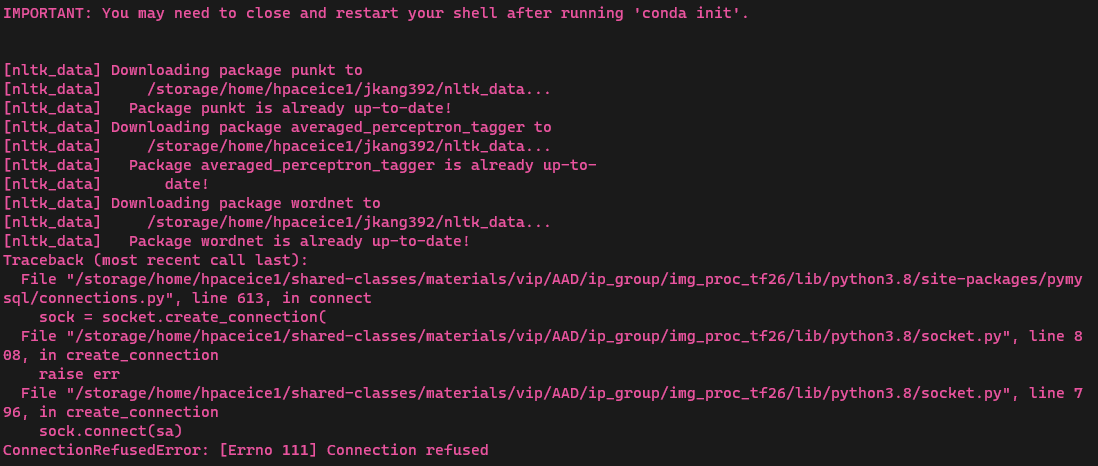 IMPORTANT: You may need to close and restart your shell after running 'conda init'.
[nltk_data] Downloading package punkt to
[nltk_data]     /storage/home/hpaceice1/jkang392/nltk_data...
[nltk_data]   Package punkt is already up-to-date!
[nltk_data] Downloading package averaged_perceptron_tagger to
[nltk_data]     /storage/home/hpaceice1/jkang392/nltk_data...
[nltk_data]   Package averaged_perceptron_tagger is already up-to-
[nltk_data]       date!
[nltk_data] Downloading package wordnet to
[nltk_data]     /storage/home/hpaceice1/jkang392/nltk_data...
[nltk_data]   Package wordnet is already up-to-date!
Traceback (most recent call last):
  File "/storage/home/hpaceice1/shared-classes/materials/vip/AAD/ip_group/img_proc_tf26/lib/python3.8/site-packages/pymy
sql/connections.py", line 613, in connect
    sock = socket.create_connection(
  File "/storage/home/hpaceice1/shared-classes/materials/vip/AAD/ip_group/img_proc_tf26/lib/python3.8/socket.py", line 8
08, in create_connection
    raise err
  File "/storage/home/hpaceice1/shared-classes/materials/vip/AAD/ip_group/img_proc_tf26/lib/python3.8/socket.py", line 7
96, in create_connection
    sock.connect(sa)
ConnectionRefusedError: [Errno 111] Connection refused